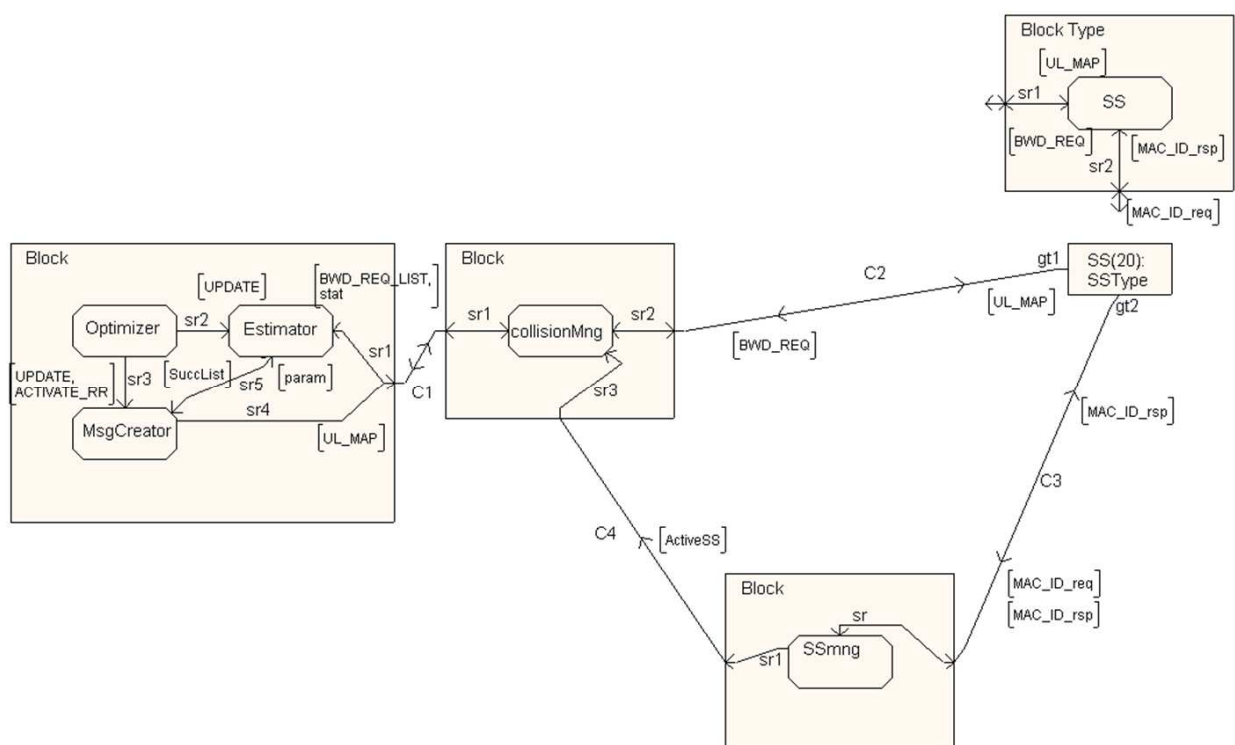 Block Type
[UL_MAP]
sr1
SS
[BWD_REQ]
[MAC_ID_rsp]
sr2
[MAC_ID_req]
Block
[UPDATE]
[BWD_REQ_LIST,
stat]
Optimizer
sr2
Estimator
sr1
[UPDATE,
ACTIVATE_RR]
sr3
[SuccList]
sr5
[param]
MsgCreator
sr4
[UL_MAP]
C1
Block
sr1
collisionMng
sr2
sr3
C2
[BWD_REQ]
[UL_MAP]
gt1
SS(20):
SSType
gt2
[MAC_ID_rsp]
C3
[MAC_ID_req]
[MAC_ID_rsp]
C4
[ActiveSS]
Block
sr
SSmng
sr1